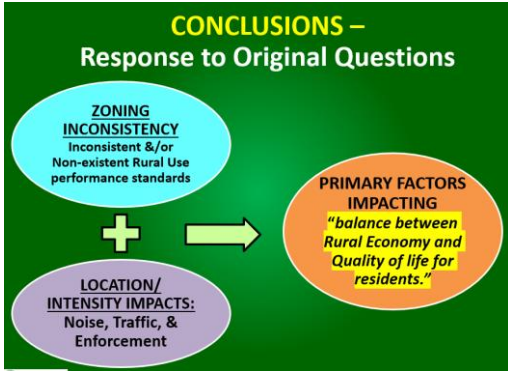 CONCLUSIONS –
Response to Original Questions
ZONING
INCONSISTENCY
Inconsistent &/or
Non-existent Rural Use
performance standards
LOCATION/
INTENSITY IMPACTS:
Noise, Traffic, &
Enforcement
PRIMARY FACTORS
IMPACTING
“balance between
Rural Economy and
Quality of life for
residents.”